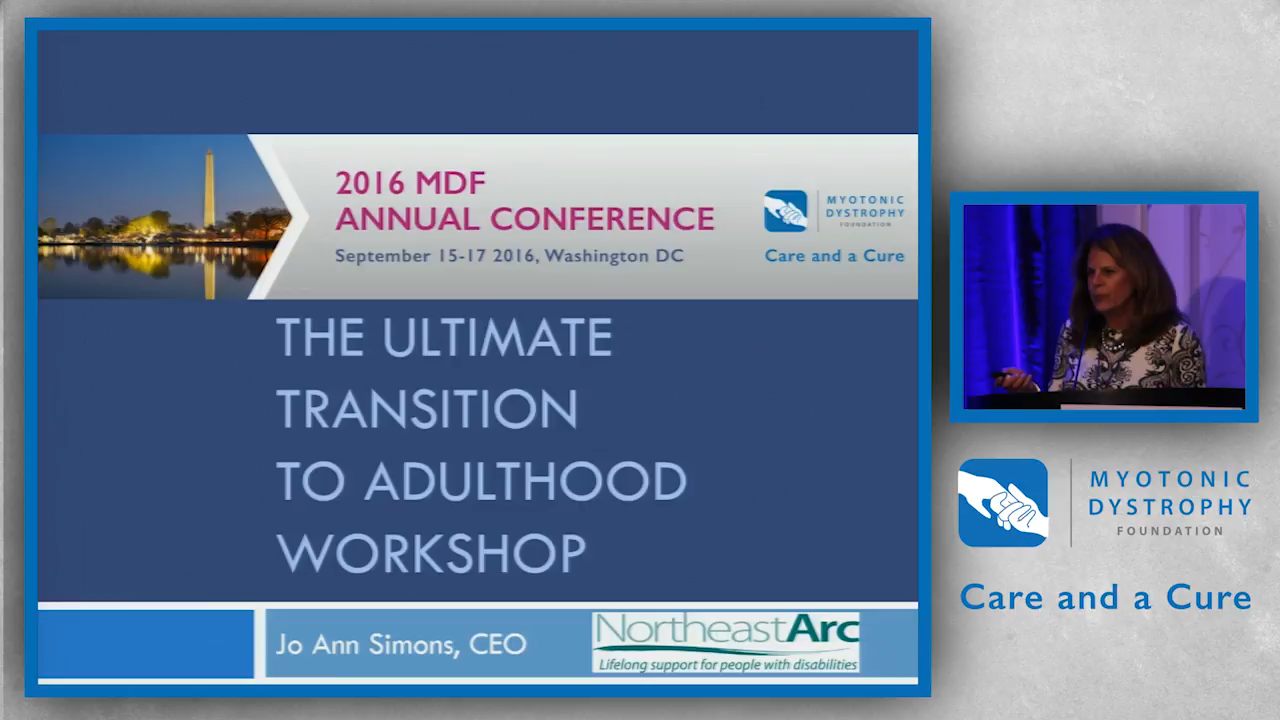 2016 MDF
ANNUAL CONFERENCE
September 15-17 2016, Washington DC
MYOTONIC
DYSTROPHY
FOUNDATION
Care and a Cure
THE ULTIMATE
TRANSITION
TO ADULTHOOD
WORKSHOP
Jo Ann Simons, CEO
NortheastArc
Lifelong support for people with disabilities
MYOTONIC
DYSTROPHY
FOUNDATION
Care and a Cure